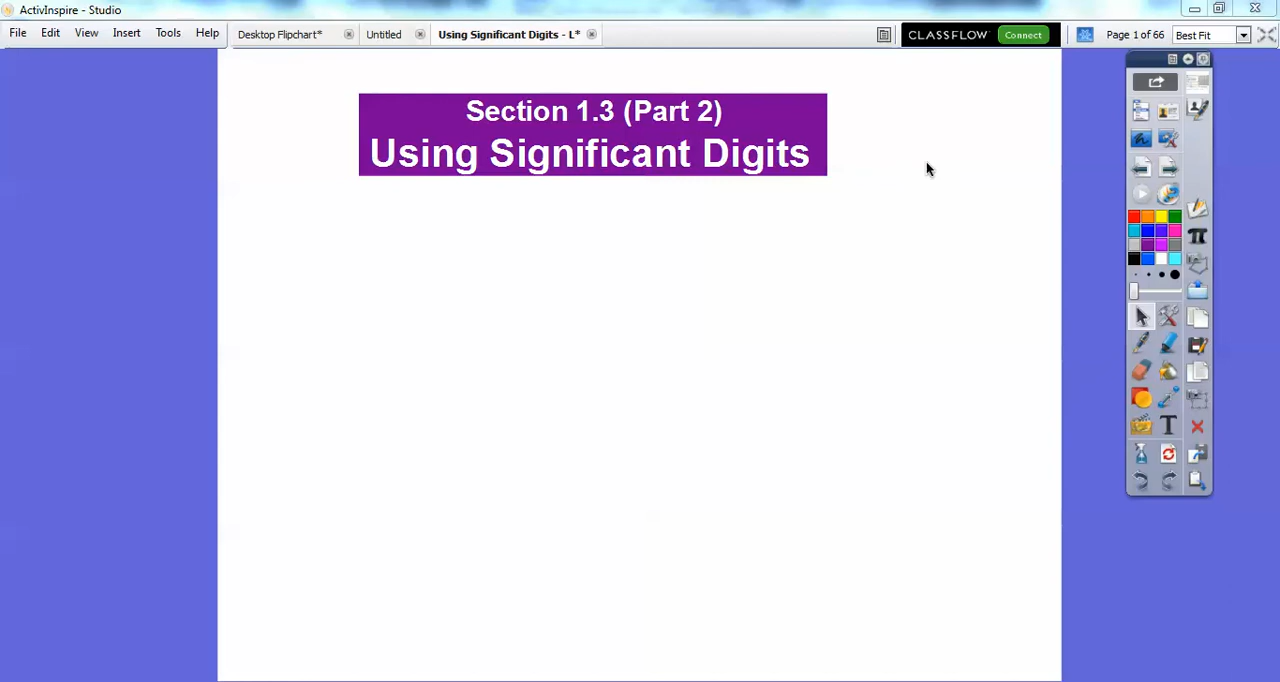 ActivInspire - Studio
File Edit View Insert Tools Help Desktop Flipchart* Untitled Using Significant Digits - L* CLASSFLOW Connect Page 1 of 66 Best Fit
Section 1.3 (Part 2)
Using Significant Digits
T